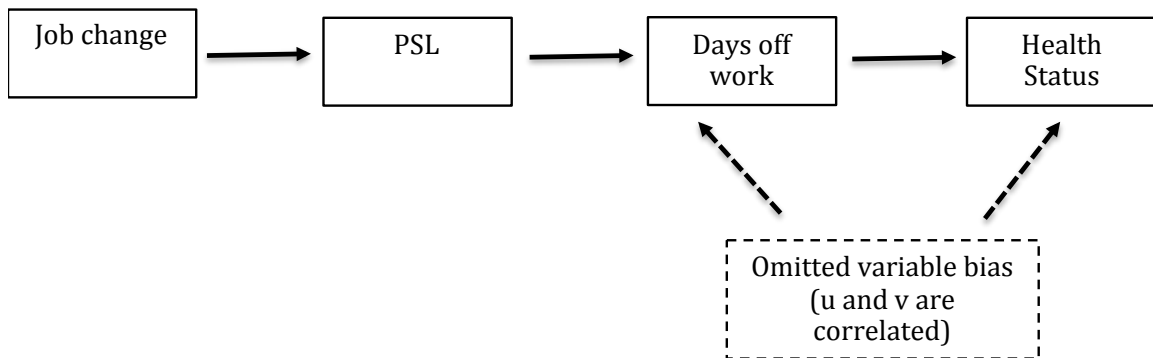 Job change
PSL
Days off
work
Health
Status
Omitted variable bias
(u and v are
correlated)